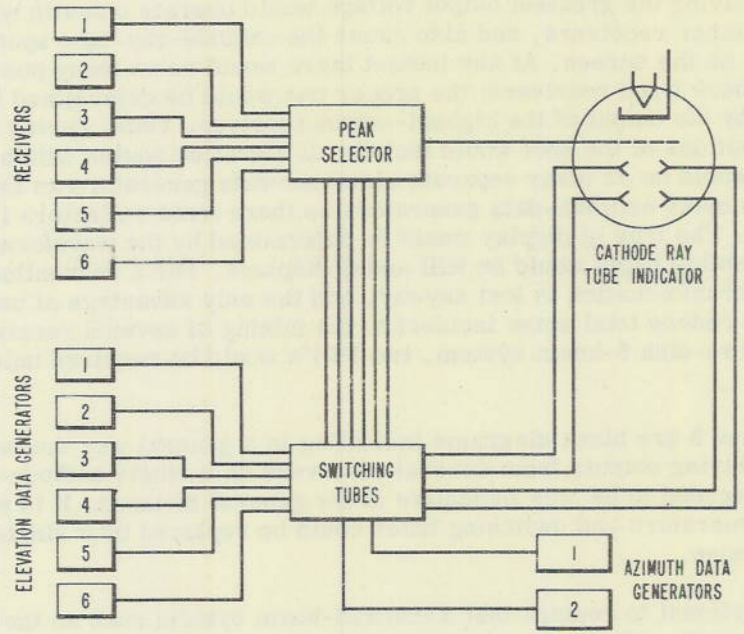 RECEIVERS
1
2
3
4
5
6
PEAK
SELECTOR
CATHODE RAY
TUBE INDICATOR
ELEVATION DATA GENERATORS
1
2
3
4
5
6
SWITCHING
TUBES
1
2
AZIMUTH DATA
GENERATORS